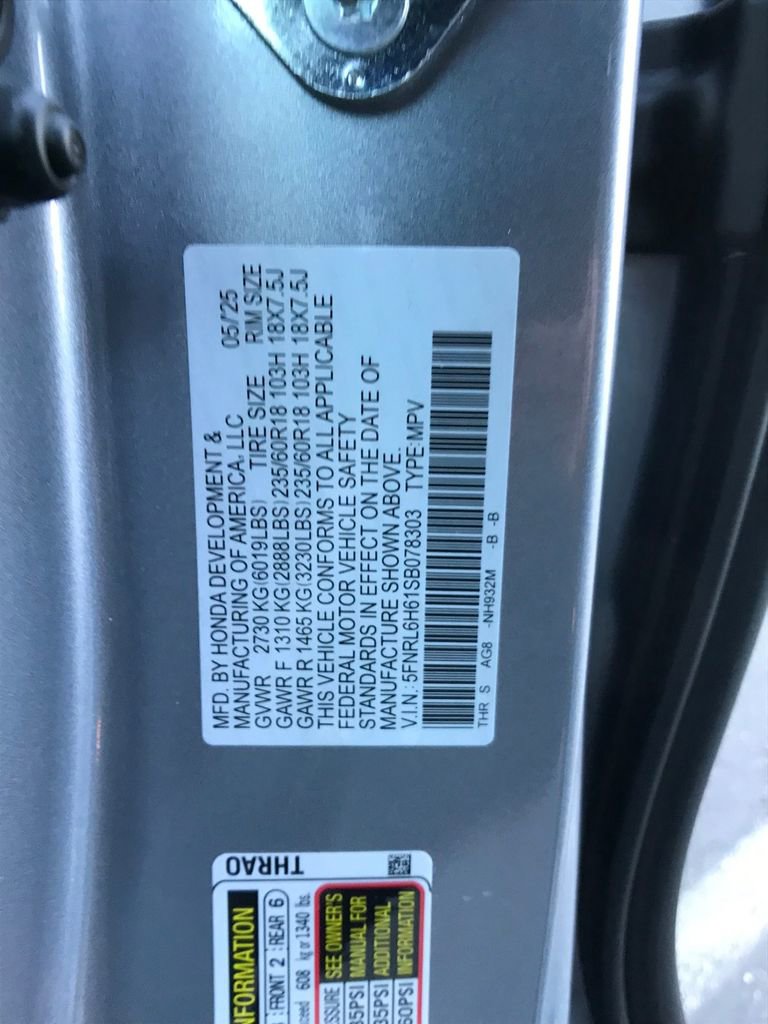 MFD. BY HONDA DEVELOPMENT &
MANUFACTURING OF AMERICA, LLC 05/25
GVWR 2730 KG(6019LBS) TIRE SIZE RIM SIZE
GAWR F 1310 KG(2888LBS)235/60R18 103H 18X7.5J
GAWR R 1465 KG(3230LBS)235/60R18 103H 18X7.5J
THIS VEHICLE CONFORMS TO ALL APPLICABLE
FEDERAL MOTOR VEHICLE SAFETY
STANDARDS IN EFFECT ON THE DATE OF
MANUFACTURE SHOWN ABOVE.
V.I.N.:5FNRL6H61SB078303 TYPE:MPV
THR S AG8 -NH932M -B -B
THRAO
FRONT 2 REAR 6
608 kg or 1340 lbs.
SEE OWNER'S
35PSI MANUAL FOR
35PSI ADDITIONAL
60PSI INFORMATION